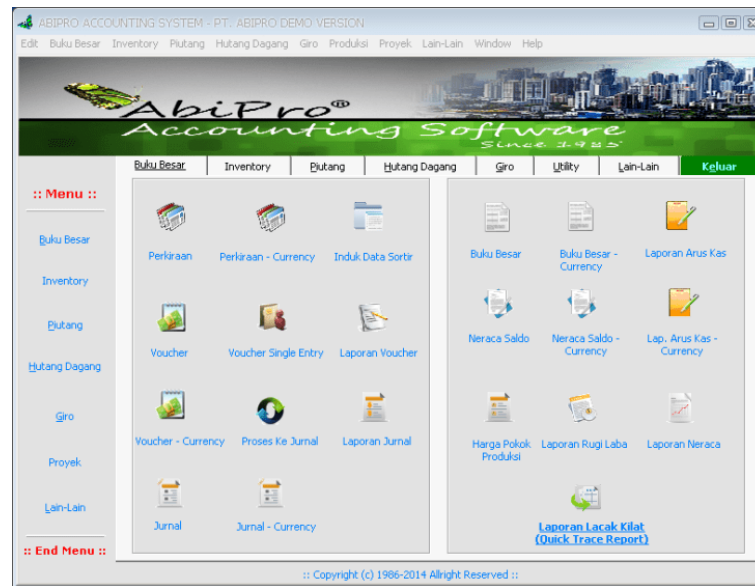 ABIPRO ACCOUNTING SYSTEM - PT. ABIPRO DEMO VERSION
Edit Buku Besar Inventory Piutang Hutang Dagang Giro Produksi Proyek Lain-Lain Window Help
AbiPro®
Accounting Software
Since 1985
Buku Besar Inventory Piutang Hutang Dagang Giro Utility Lain-Lain Keluar
:: Menu ::
Buku Besar
Inventory
Piutang
Hutang Dagang
Giro
Proyek
Lain-Lain
:: End Menu ::
Perkiraan Perkiraan - Currency Induk Data Sortir
Voucher Voucher Single Entry Laporan Voucher
Voucher - Currency Proses Ke Jurnal Laporan Jurnal
Jurnal Jurnal - Currency
Buku Besar Buku Besar - Laporan Arus Kas
Currency
Neraca Saldo Neraca Saldo - Lap. Arus Kas -
Currency Currency
Harga Pokok Laporan Rugi Laba Laporan Neraca
Produksi
Laporan Lacak Kilat
(Quick Trace Report)
:: Copyright (c) 1986-2014 Allright Reserved ::